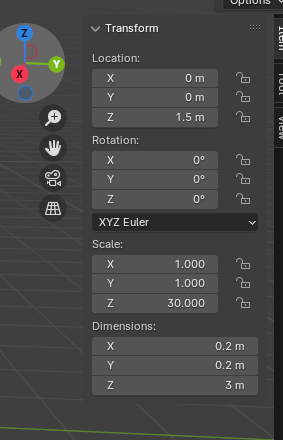 Options
Transform
Item
Z
Y
X
Location:
X 0 m
Y 0 m
Z 1.5 m
Tool
View
Rotation:
X 0°
Y 0°
Z 0°
XYZ Euler
Scale:
X 1.000
Y 1.000
Z 30.000
Dimensions:
X 0.2 m
Y 0.2 m
Z 3 m